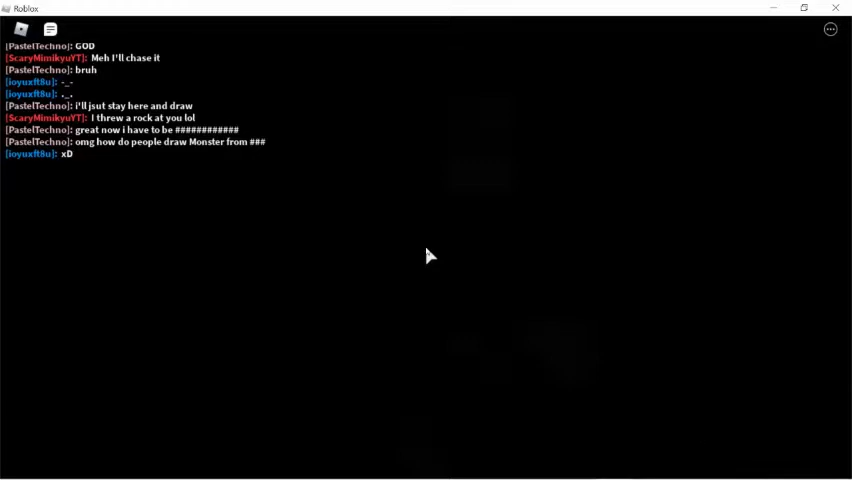 Roblox
[PastelTechno]: GOD
[ScaryMimikyuYT]: Meh I'll chase it
[PastelTechno]: bruh
[ioyuxft8u]: -_-
[ioyuxft8u]: ._.
[PastelTechno]: i'll jsut stay here and draw
[ScaryMimikyuYT]: I threw a rock at you lol
[PastelTechno]: great now i have to be ############
[PastelTechno]: omg how do people draw Monster from ###
[ioyuxft8u]: xD